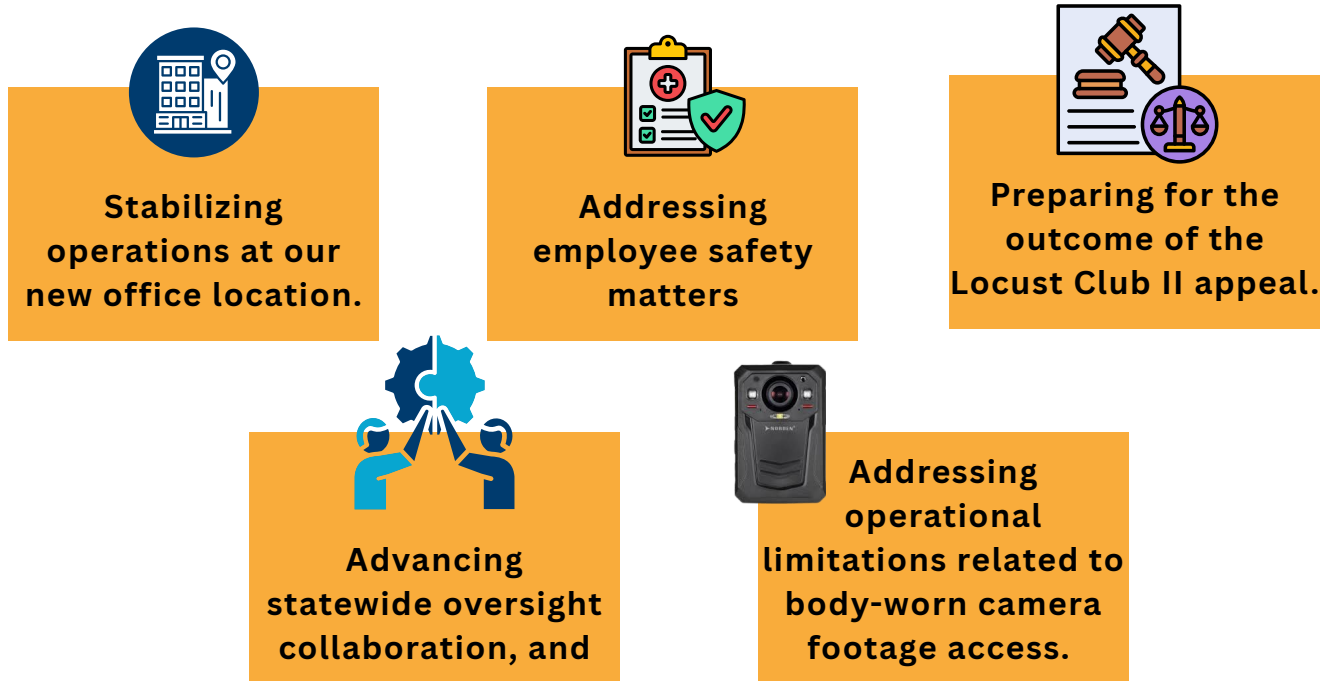 Stabilizing
operations at our
new office location.
Addressing
employee safety
matters
Preparing for the
outcome of the
Locust Club II appeal.
Advancing
statewide oversight
collaboration, and
Addressing
operational
limitations related to
body-worn camera
footage access.